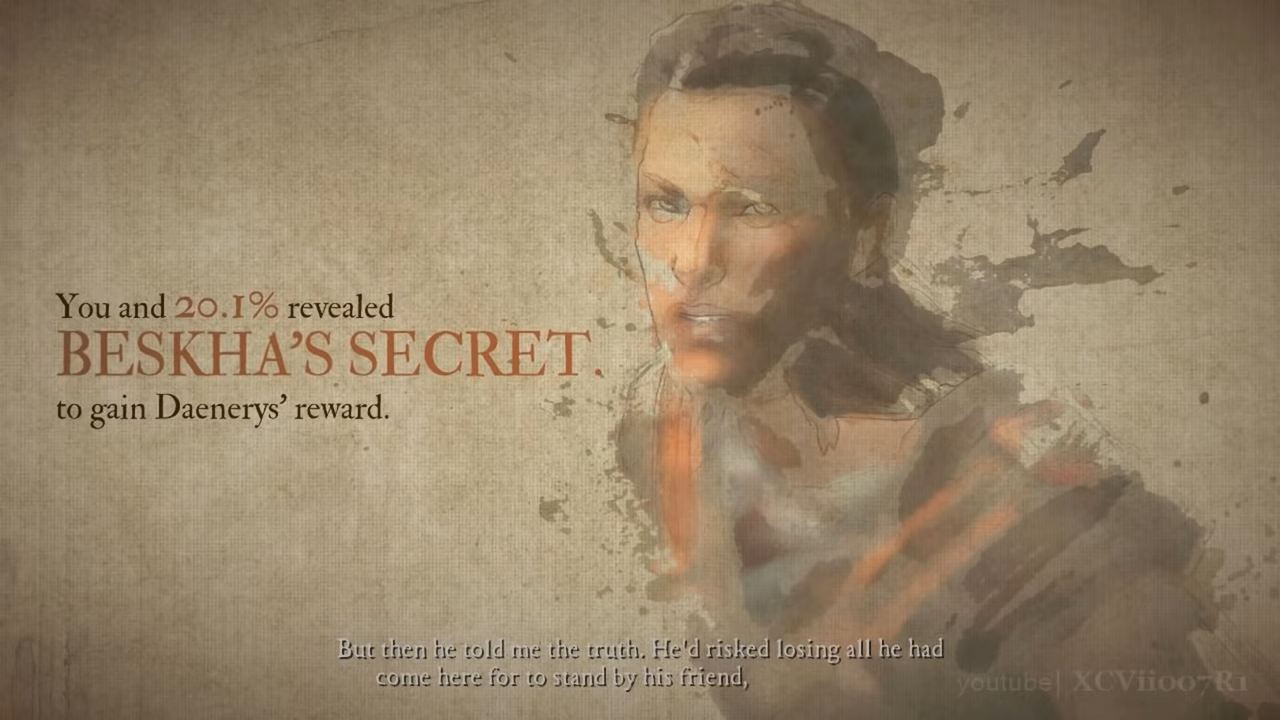 You and 20.1% revealed
BESKHA'S SECRET.
to gain Daenerys' reward.
But then he told me the truth. He'd risked losing all he had
come here for to stand by his friend,
youtube| XCVii007R1